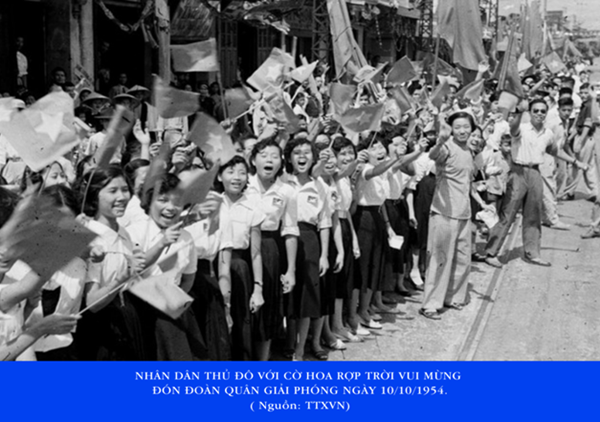 NHÂN DÂN THỦ ĐÔ VỚI CỜ HOA RỢP TRỜI VUI MỪNG
ĐÓN ĐOÀN QUÂN GIẢI PHÓNG NGÀY 10/10/1954.
( Nguồn: TTXVN)